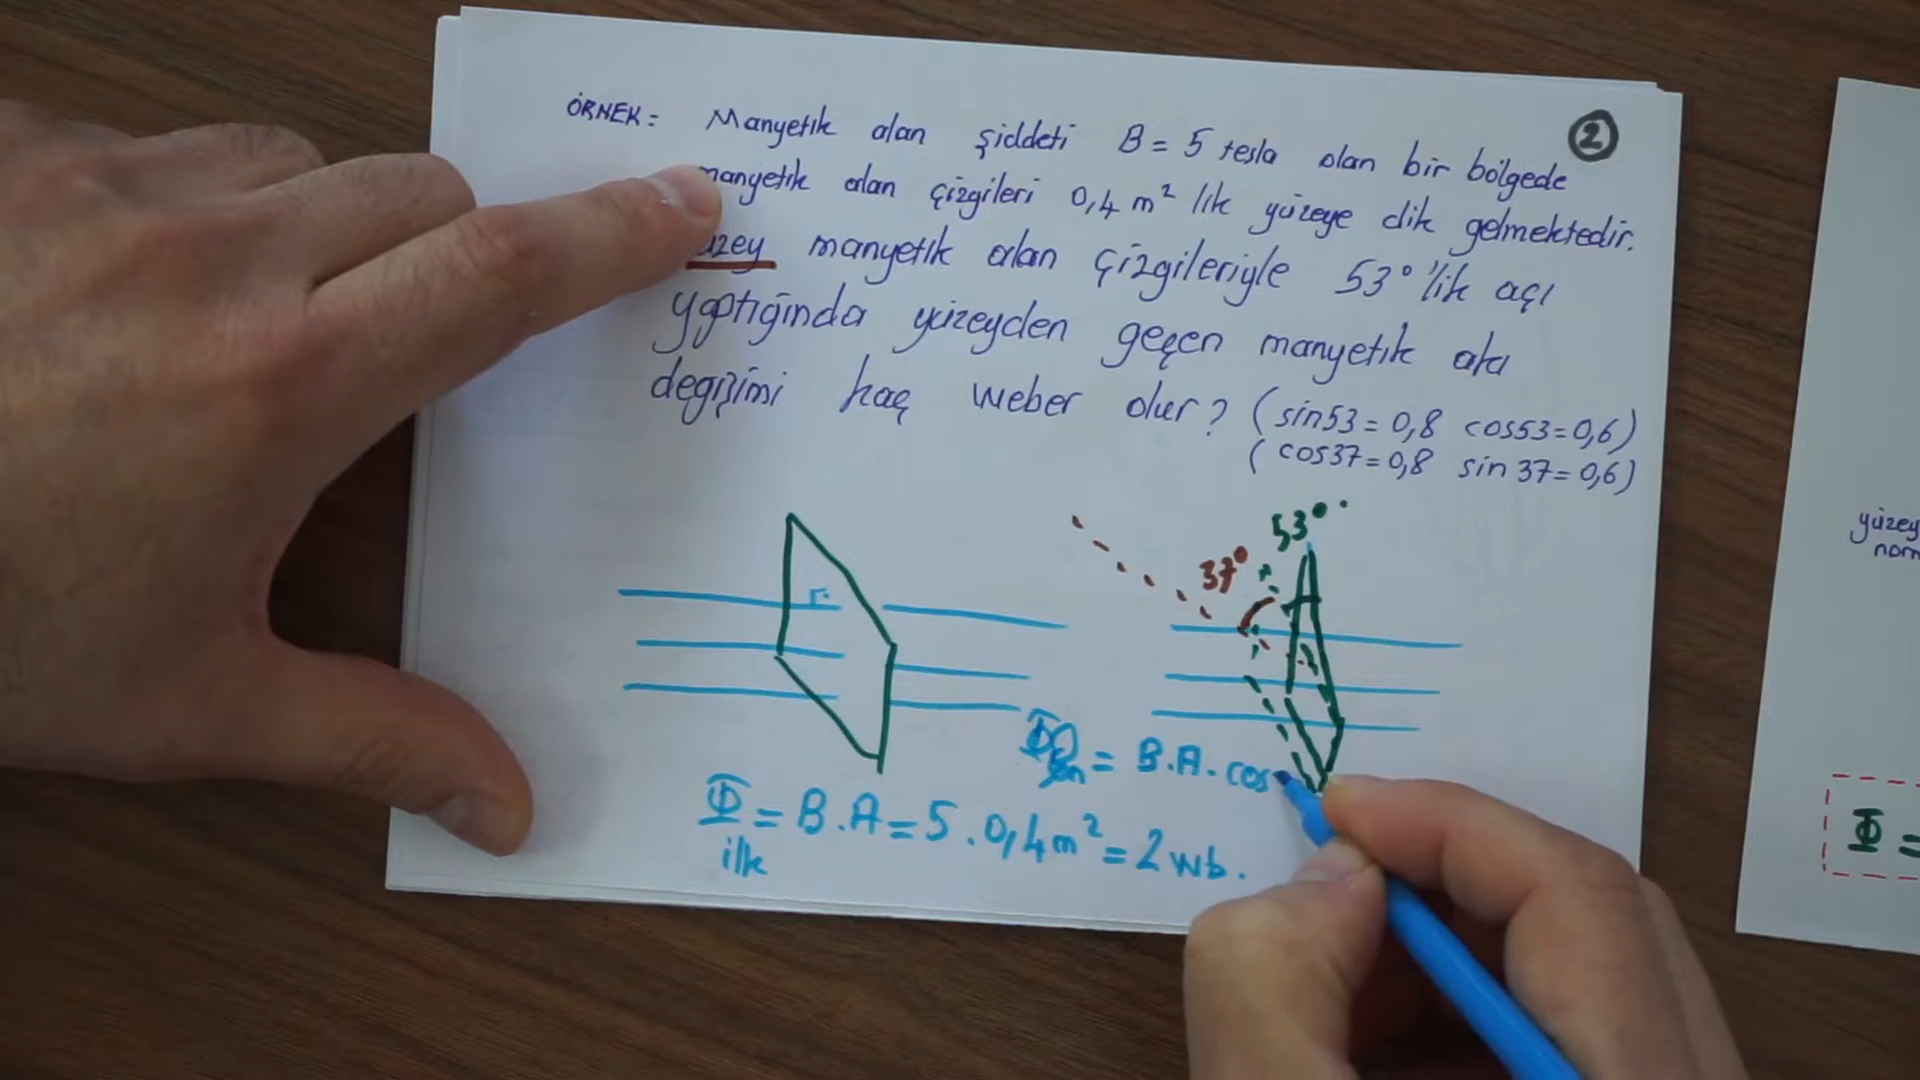 ÖRNEK: Manyetik alan şiddeti B = 5 tesla olan bir bölgede
manyetik alan çizgileri 0,4 m² lik yüzeye dik gelmektedir.
üzey manyetik alan çizgileriyle 53°'lik açı
yaptığında yüzeyden geçen manyetik akı
değişimi kaç weber olur? (sin53 = 0,8 cos53 = 0,6)
(cos37 = 0,8 sin 37 = 0,6)
②
53°
37°
= B.A. cos
Φ ilk = B.A = 5.0,4m² = 2 wb.
yüzey
Φ =